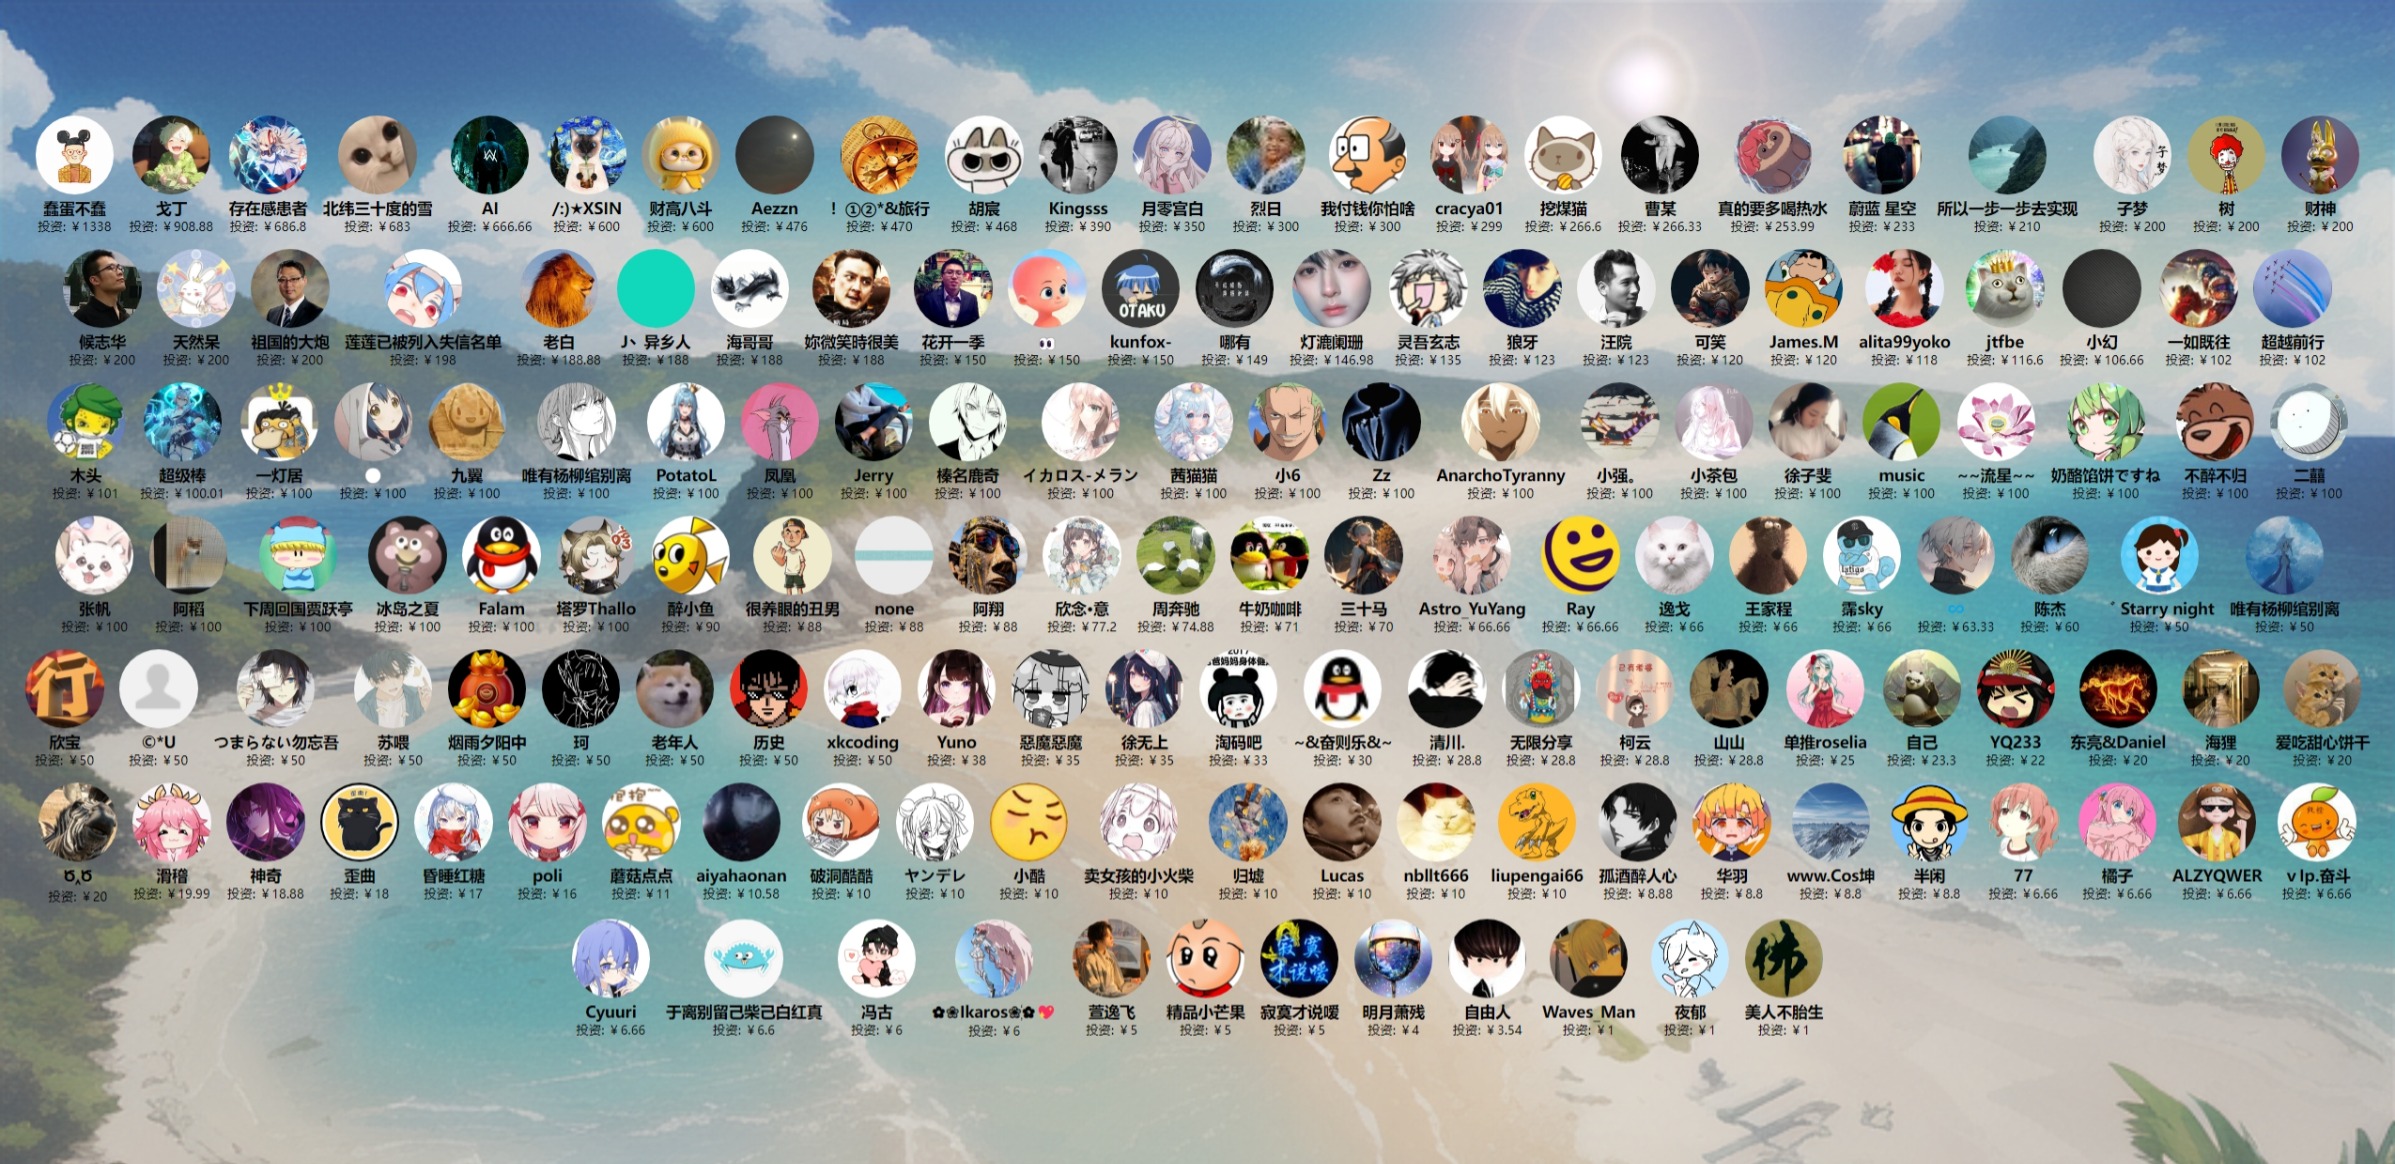 蠢蛋不蠢 戈丁 存在感患者 北纬三十度的雪 AI /:)★XSIN 财高八斗 Aezzn ！①②*&旅行 胡宸 Kingsss 月零宫白 烈日 我付钱你怕啥 cracya01 挖煤猫 曹某 真的要多喝热水 蔚蓝 星空 所以一步一步去实现 子梦 树 财神
投资: ￥1338 投资: ￥908.88 投资: ￥686.8 投资: ￥683 投资: ￥666.66 投资: ￥600 投资: ￥600 投资: ￥476 投资: ￥470 投资: ￥468 投资: ￥390 投资: ￥350 投资: ￥300 投资: ￥300 投资: ￥299 投资: ￥266.6 投资: ￥266.33 投资: ￥253.99 投资: ￥233 投资: ￥210 投资: ￥200 投资: ￥200 投资: ￥200
OTAKU
候志华 天然呆 祖国的大炮 莲莲已被列入失信名单 老白 J丶异乡人 海哥哥 妳微笑時很美 花开一季 kunfox- 哪有 灯漉阑珊 灵吾玄志 狼牙 汪院 可笑 James.M alita99yoko jtfbe 小幻 一如既往 超越前行
投资: ￥200 投资: ￥200 投资: ￥200 投资: ￥198 投资: ￥188.88 投资: ￥188 投资: ￥188 投资: ￥188 投资: ￥150 投资: ￥150 投资: ￥150 投资: ￥149 投资: ￥146.98 投资: ￥135 投资: ￥123 投资: ￥123 投资: ￥120 投资: ￥120 投资: ￥118 投资: ￥116.6 投资: ￥106.66 投资: ￥102 投资: ￥102
木头 超级棒 一灯居 九翼 唯有杨柳绾别离 PotatoL 凤凰 Jerry 榛名鹿奇 イカロス-メラン 茜猫猫 小6 Zz AnarchoTyranny 小强。 小茶包 徐子斐 music ~~流星~~ 奶酪馅饼ですね 不醉不归 二囍
投资: ￥101 投资: ￥100.01 投资: ￥100 投资: ￥100 投资: ￥100 投资: ￥100 投资: ￥100 投资: ￥100 投资: ￥100 投资: ￥100 投资: ￥100 投资: ￥100 投资: ￥100 投资: ￥100 投资: ￥100 投资: ￥100 投资: ￥100 投资: ￥100 投资: ￥100 投资: ￥100 投资: ￥100 投资: ￥100 投资: ￥100
张帆 阿稻 下周回国贾跃亭 冰岛之夏 Falam 塔罗Thallo 醉小鱼 很养眼的丑男 none 阿翔 欣念•意 周奔驰 牛奶咖啡 三十马 Astro_YuYang Ray 逸戈 王家程 霈sky ∞ 陈杰 ﾟStarry night 唯有杨柳绾别离
投资: ￥100 投资: ￥100 投资: ￥100 投资: ￥100 投资: ￥100 投资: ￥100 投资: ￥90 投资: ￥88 投资: ￥88 投资: ￥88 投资: ￥77.2 投资: ￥74.88 投资: ￥71 投资: ￥70 投资: ￥66.66 投资: ￥66.66 投资: ￥66 投资: ￥66 投资: ￥66 投资: ￥63.33 投资: ￥60 投资: ￥50 投资: ￥50
行
欣宝 ©*U つまらない勿忘吾 苏喂 烟雨夕阳中 珂 老年人 历史 xkcoding Yuno 惡魔惡魔 徐无上 淘码吧 ~&奋则乐&~ 清川. 无限分享 柯云 山山 单推roselia 自己 YQ233 东亮&Daniel 海狸 爱吃甜心饼干
投资: ￥50 投资: ￥50 投资: ￥50 投资: ￥50 投资: ￥50 投资: ￥50 投资: ￥50 投资: ￥50 投资: ￥50 投资: ￥38 投资: ￥35 投资: ￥35 投资: ￥33 投资: ￥30 投资: ￥28.8 投资: ￥28.8 投资: ￥28.8 投资: ￥28.8 投资: ￥25 投资: ￥23.3 投资: ￥22 投资: ￥20 投资: ￥20 投资: ￥20
滑稽 神奇 歪曲 昏睡红糖 poli 蘑菇点点 aiyahaonan 破洞酷酷 ヤンデレ 小酷 卖女孩的小火柴 归墟 Lucas nbllt666 liupengai66 孤酒醉人心 华羽 www.Cos坤 半闲 77 橘子 ALZYQWER v lp.奋斗
投资: ￥20 投资: ￥19.99 投资: ￥18.88 投资: ￥18 投资: ￥17 投资: ￥16 投资: ￥11 投资: ￥10.58 投资: ￥10 投资: ￥10 投资: ￥10 投资: ￥10 投资: ￥10 投资: ￥10 投资: ￥10 投资: ￥10 投资: ￥8.88 投资: ￥8.8 投资: ￥8.8 投资: ￥8.8 投资: ￥6.66 投资: ￥6.66 投资: ￥6.66 投资: ￥6.66
寂寞
才说嗳
佛
Cyuuri 于离别留己柴己白红真 冯古 ✿❀Ikaros❀✿💖 萱逸飞 精品小芒果 寂寞才说嗳 明月萧残 自由人 Waves_Man 夜郁 美人不胎生
投资: ￥6.66 投资: ￥6.6 投资: ￥6 投资: ￥6 投资: ￥5 投资: ￥5 投资: ￥5 投资: ￥4 投资: ￥3.54 投资: ￥1 投资: ￥1 投资: ￥1